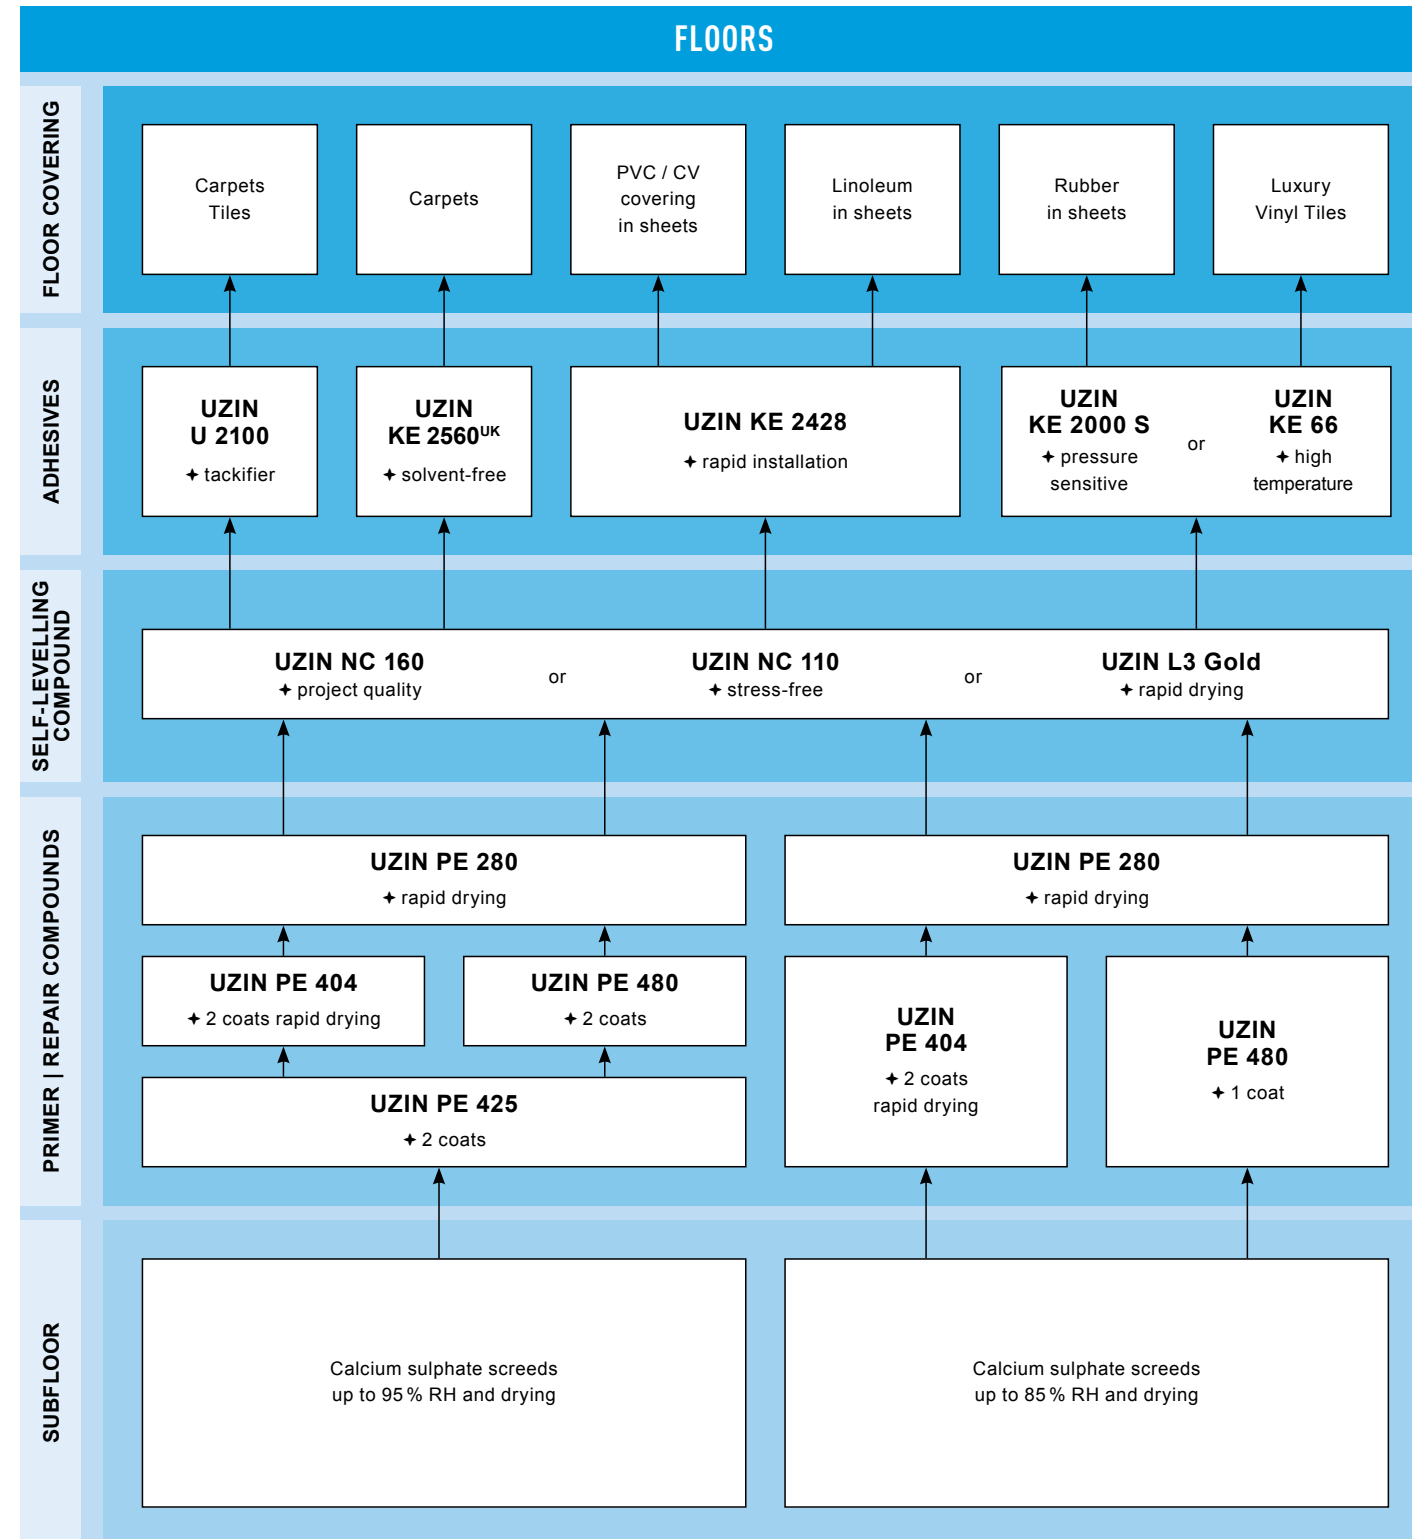 FLOORS
FLOOR COVERING
Carpets
Tiles
Carpets
PVC / CV
covering
in sheets
Linoleum
in sheets
Rubber
in sheets
Luxury
Vinyl Tiles
ADHESIVES
UZIN
U 2100
✦ tackifier
UZIN
KE 2560ᵁᴷ
✦ solvent-free
UZIN KE 2428
✦ rapid installation
UZIN
KE 2000 S
✦ pressure
sensitive
or
UZIN
KE 66
✦ high
temperature
SELF-LEVELLING
COMPOUND
UZIN NC 160
✦ project quality
or
UZIN NC 110
✦ stress-free
or
UZIN L3 Gold
✦ rapid drying
PRIMER | REPAIR COMPOUNDS
UZIN PE 280
✦ rapid drying
UZIN PE 280
✦ rapid drying
UZIN PE 404
✦ 2 coats rapid drying
UZIN PE 480
✦ 2 coats
UZIN
PE 404
✦ 2 coats
rapid drying
UZIN
PE 480
✦ 1 coat
UZIN PE 425
✦ 2 coats
SUBFLOOR
Calcium sulphate screeds
up to 95 % RH and drying
Calcium sulphate screeds
up to 85 % RH and drying